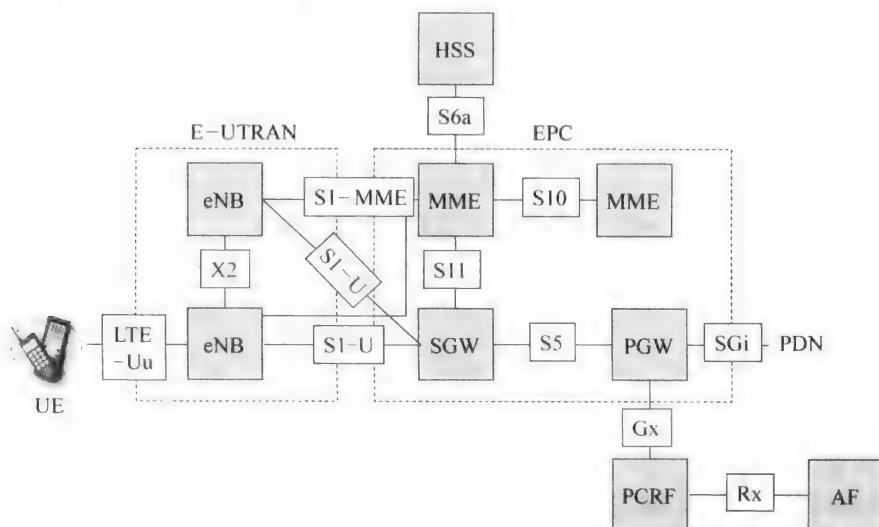 HSS
S6a
E-UTRAN
EPC
eNB
S1-MME
MME
S10
MME
X2
S1-U
S11
LTE
-Uu
eNB
S1-U
SGW
S5
PGW
SGi
PDN
UE
Gx
PCRF
Rx
AF